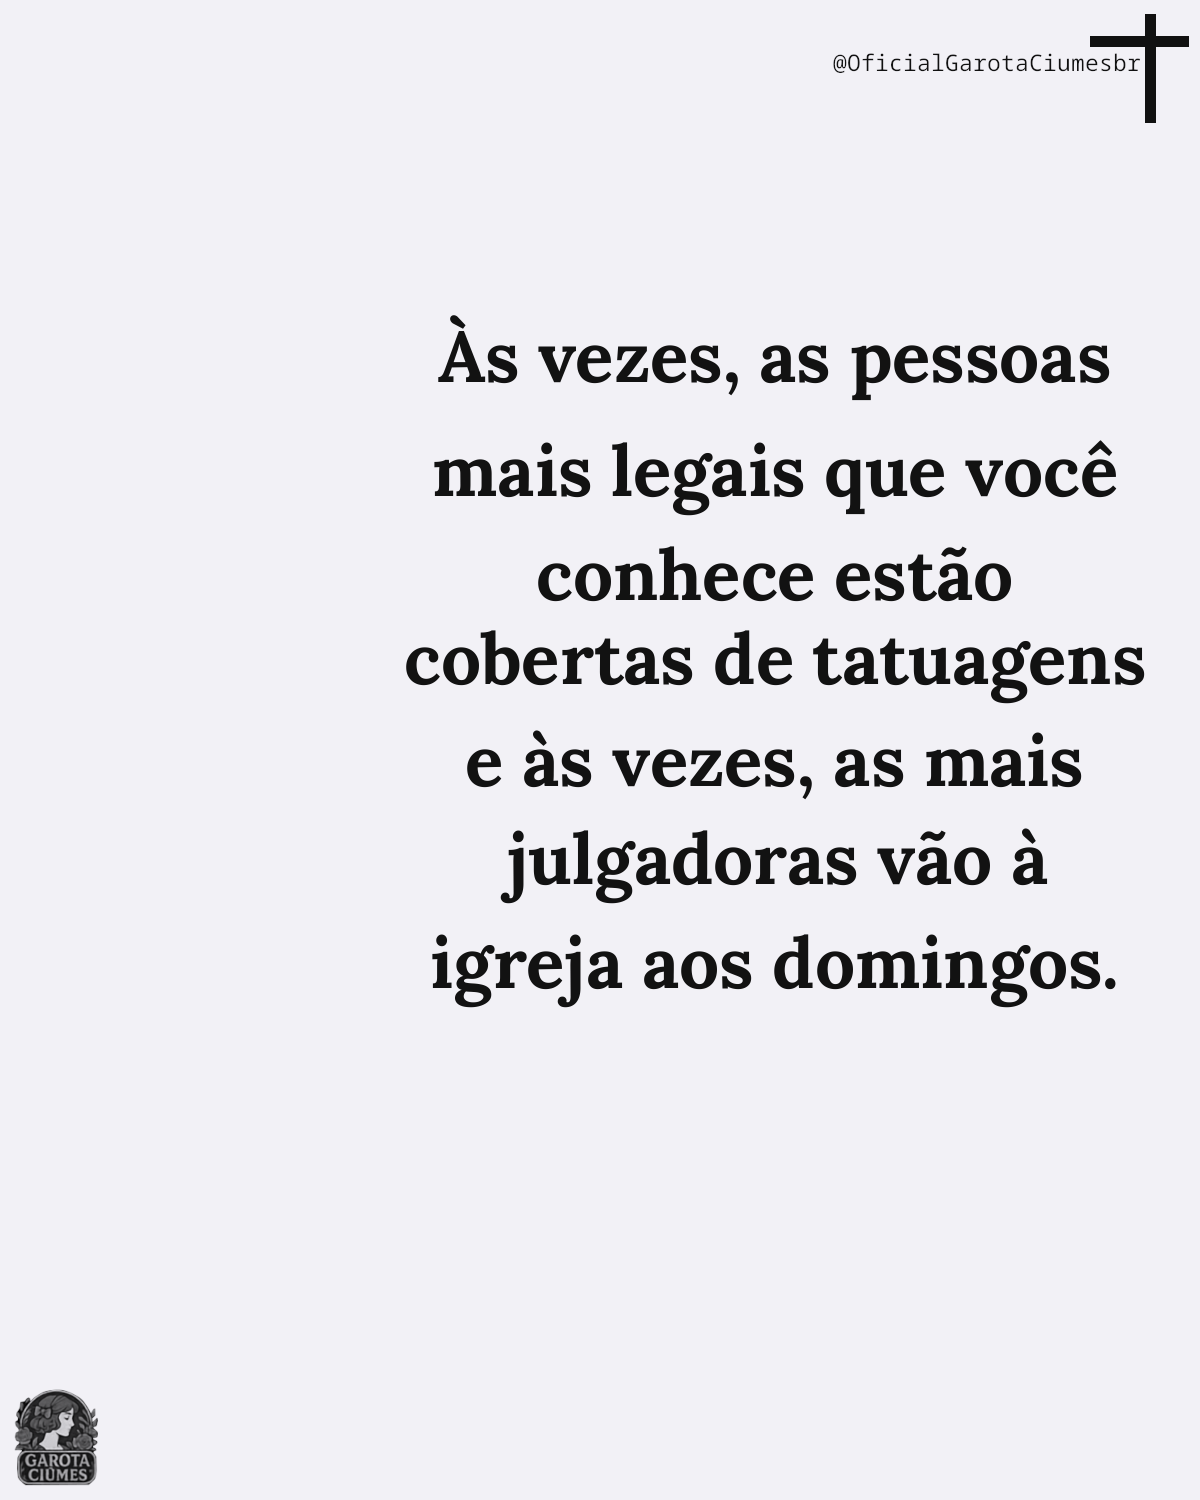 @OficialGarotaCiumesbr
Às vezes, as pessoas
mais legais que você
conhece estão
cobertas de tatuagens
e às vezes, as mais
julgadoras vão à
igreja aos domingos.
GAROTA
CIÚMES